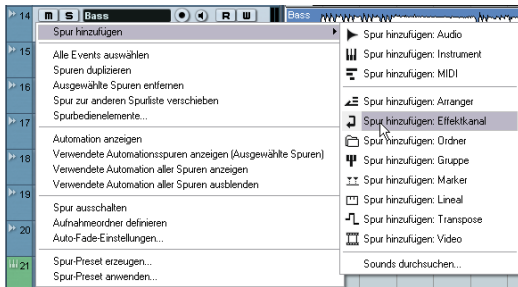 14 m S Bass R W Bass
Spur hinzufügen
15
Alle Events auswählen
Spuren duplizieren
16
Ausgewählte Spuren entfernen
Spur zur anderen Spurliste verschieben
17
Spurbedienelemente...
Automation anzeigen
18
Verwendete Automationsspuren anzeigen (Ausgewählte Spuren)
Verwendete Automation aller Spuren anzeigen
Verwendete Automation aller Spuren ausblenden
19
Spur ausschalten
20
Aufnahmeordner definieren
Auto-Fade-Einstellungen...
21
Spur-Preset erzeugen...
Spur-Preset anwenden...
Spur hinzufügen: Audio
Spur hinzufügen: Instrument
Spur hinzufügen: MIDI
Spur hinzufügen: Arranger
Spur hinzufügen: Effektkanal
Spur hinzufügen: Ordner
Spur hinzufügen: Gruppe
Spur hinzufügen: Marker
Spur hinzufügen: Lineal
Spur hinzufügen: Transpose
Spur hinzufügen: Video
Sounds durchsuchen...